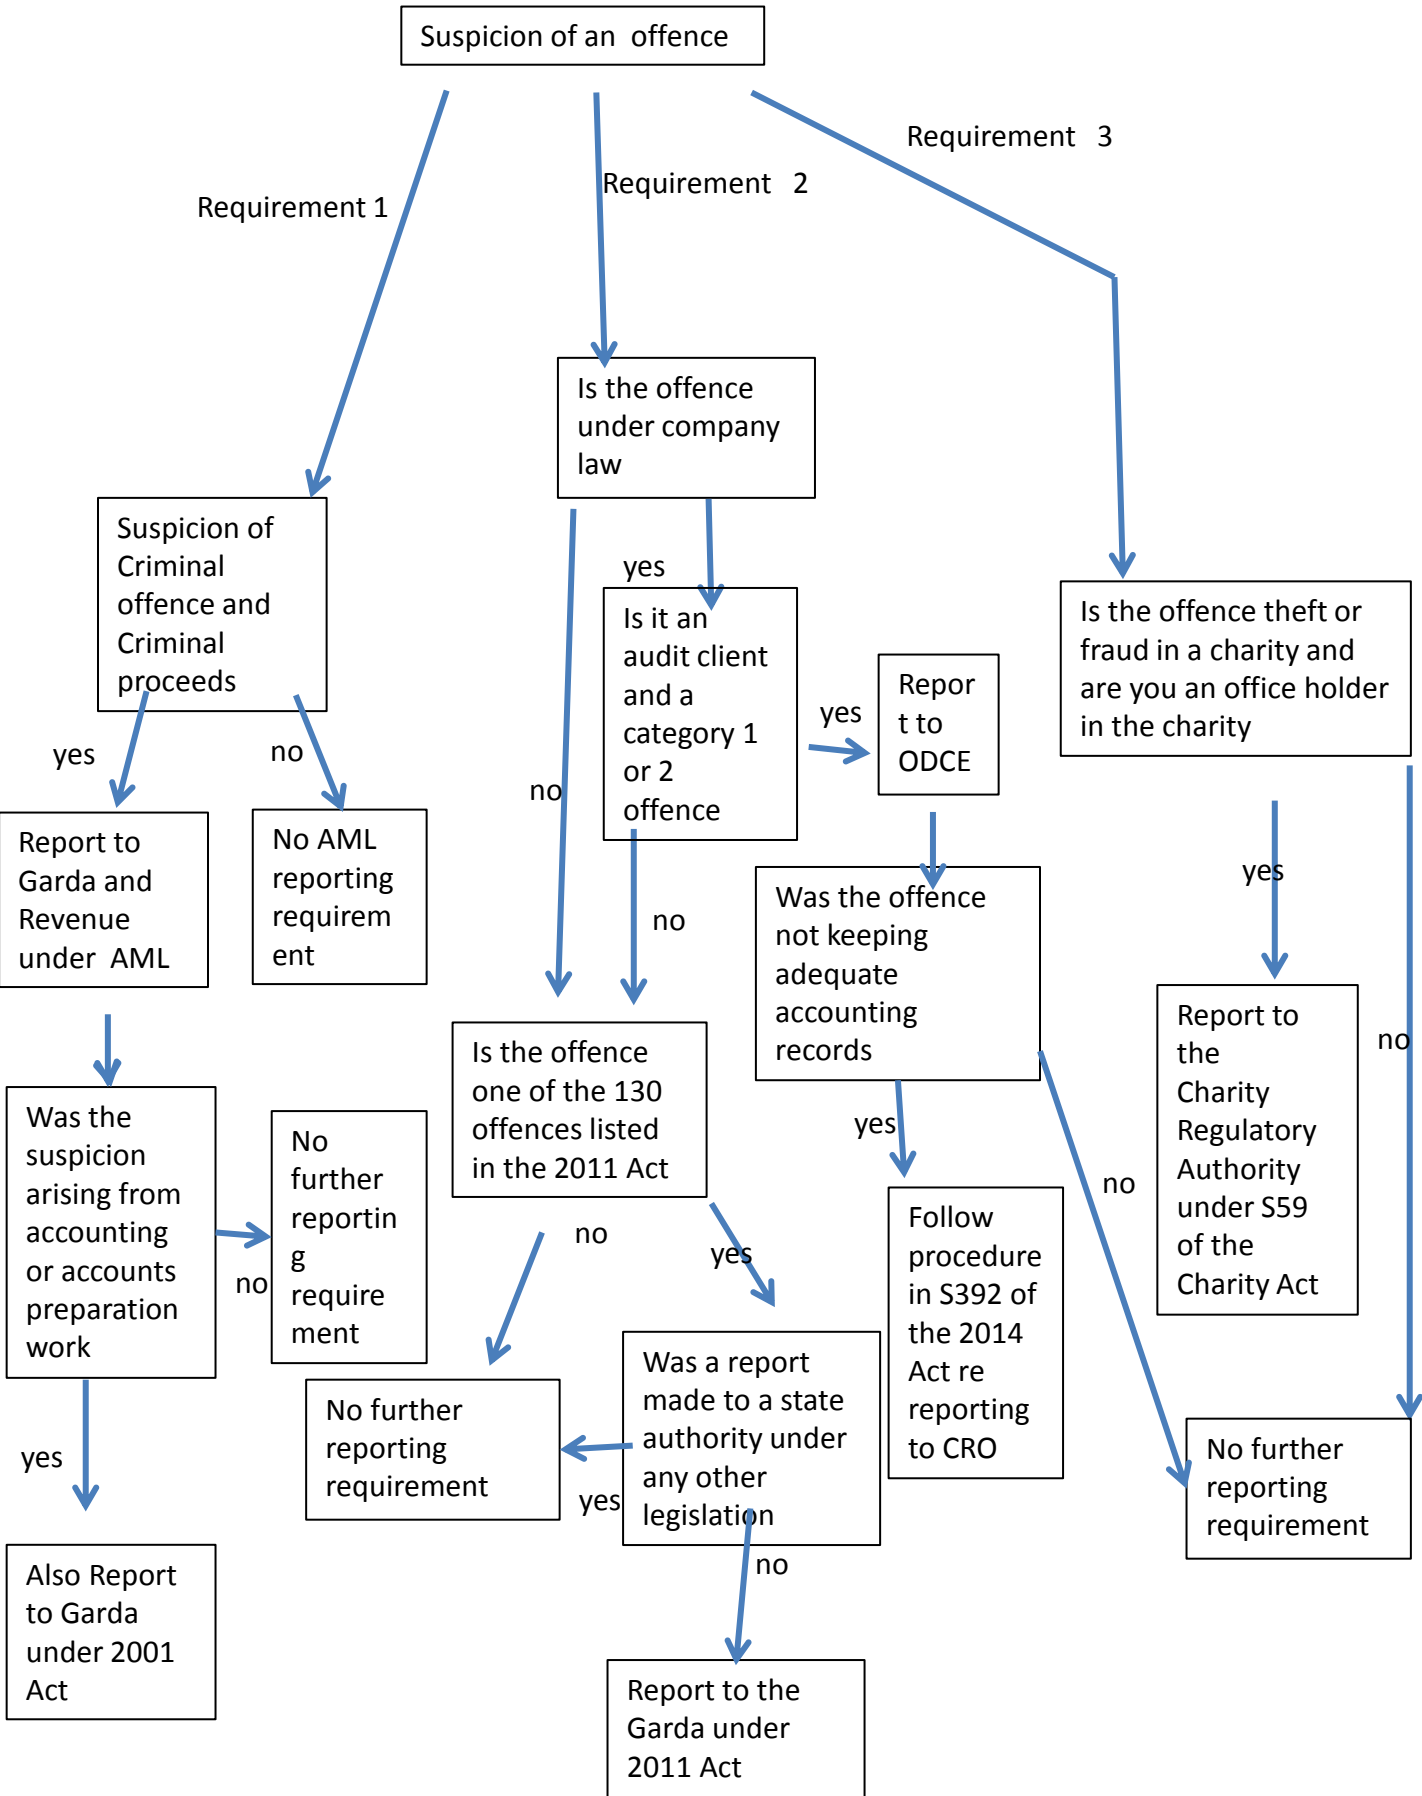 Suspicion of an  offence
Requirement 1
Requirement   2
Requirement   3
Is the offence
under company
law
Suspicion of
Criminal
offence and
Criminal
proceeds
yes
no
yes
Is it an
audit client
and a
category 1
or 2
offence
yes
Repor
t to
ODCE
Is the offence theft or
fraud in a charity and
are you an office holder
in the charity
no
Report to
Garda and
Revenue
under  AML
No AML
reporting
requirem
ent
no
Was the offence
not keeping
adequate
accounting
records
yes
no
Report to
the
Charity
Regulatory
Authority
under S59
of the
Charity Act
Was the
suspicion
arising from
accounting
or accounts
preparation
work
no
No
further
reportin
g
require
ment
Is the offence
one of the 130
offences listed
in the 2011 Act
yes
no
Follow
procedure
in S392 of
the 2014
Act re
reporting
to CRO
no
yes
No further
reporting
requirement
yes
Was a report
made to a state
authority under
any other
legislation
No further
reporting
requirement
yes
Also Report
to Garda
under 2001
Act
no
Report to the
Garda under
2011 Act